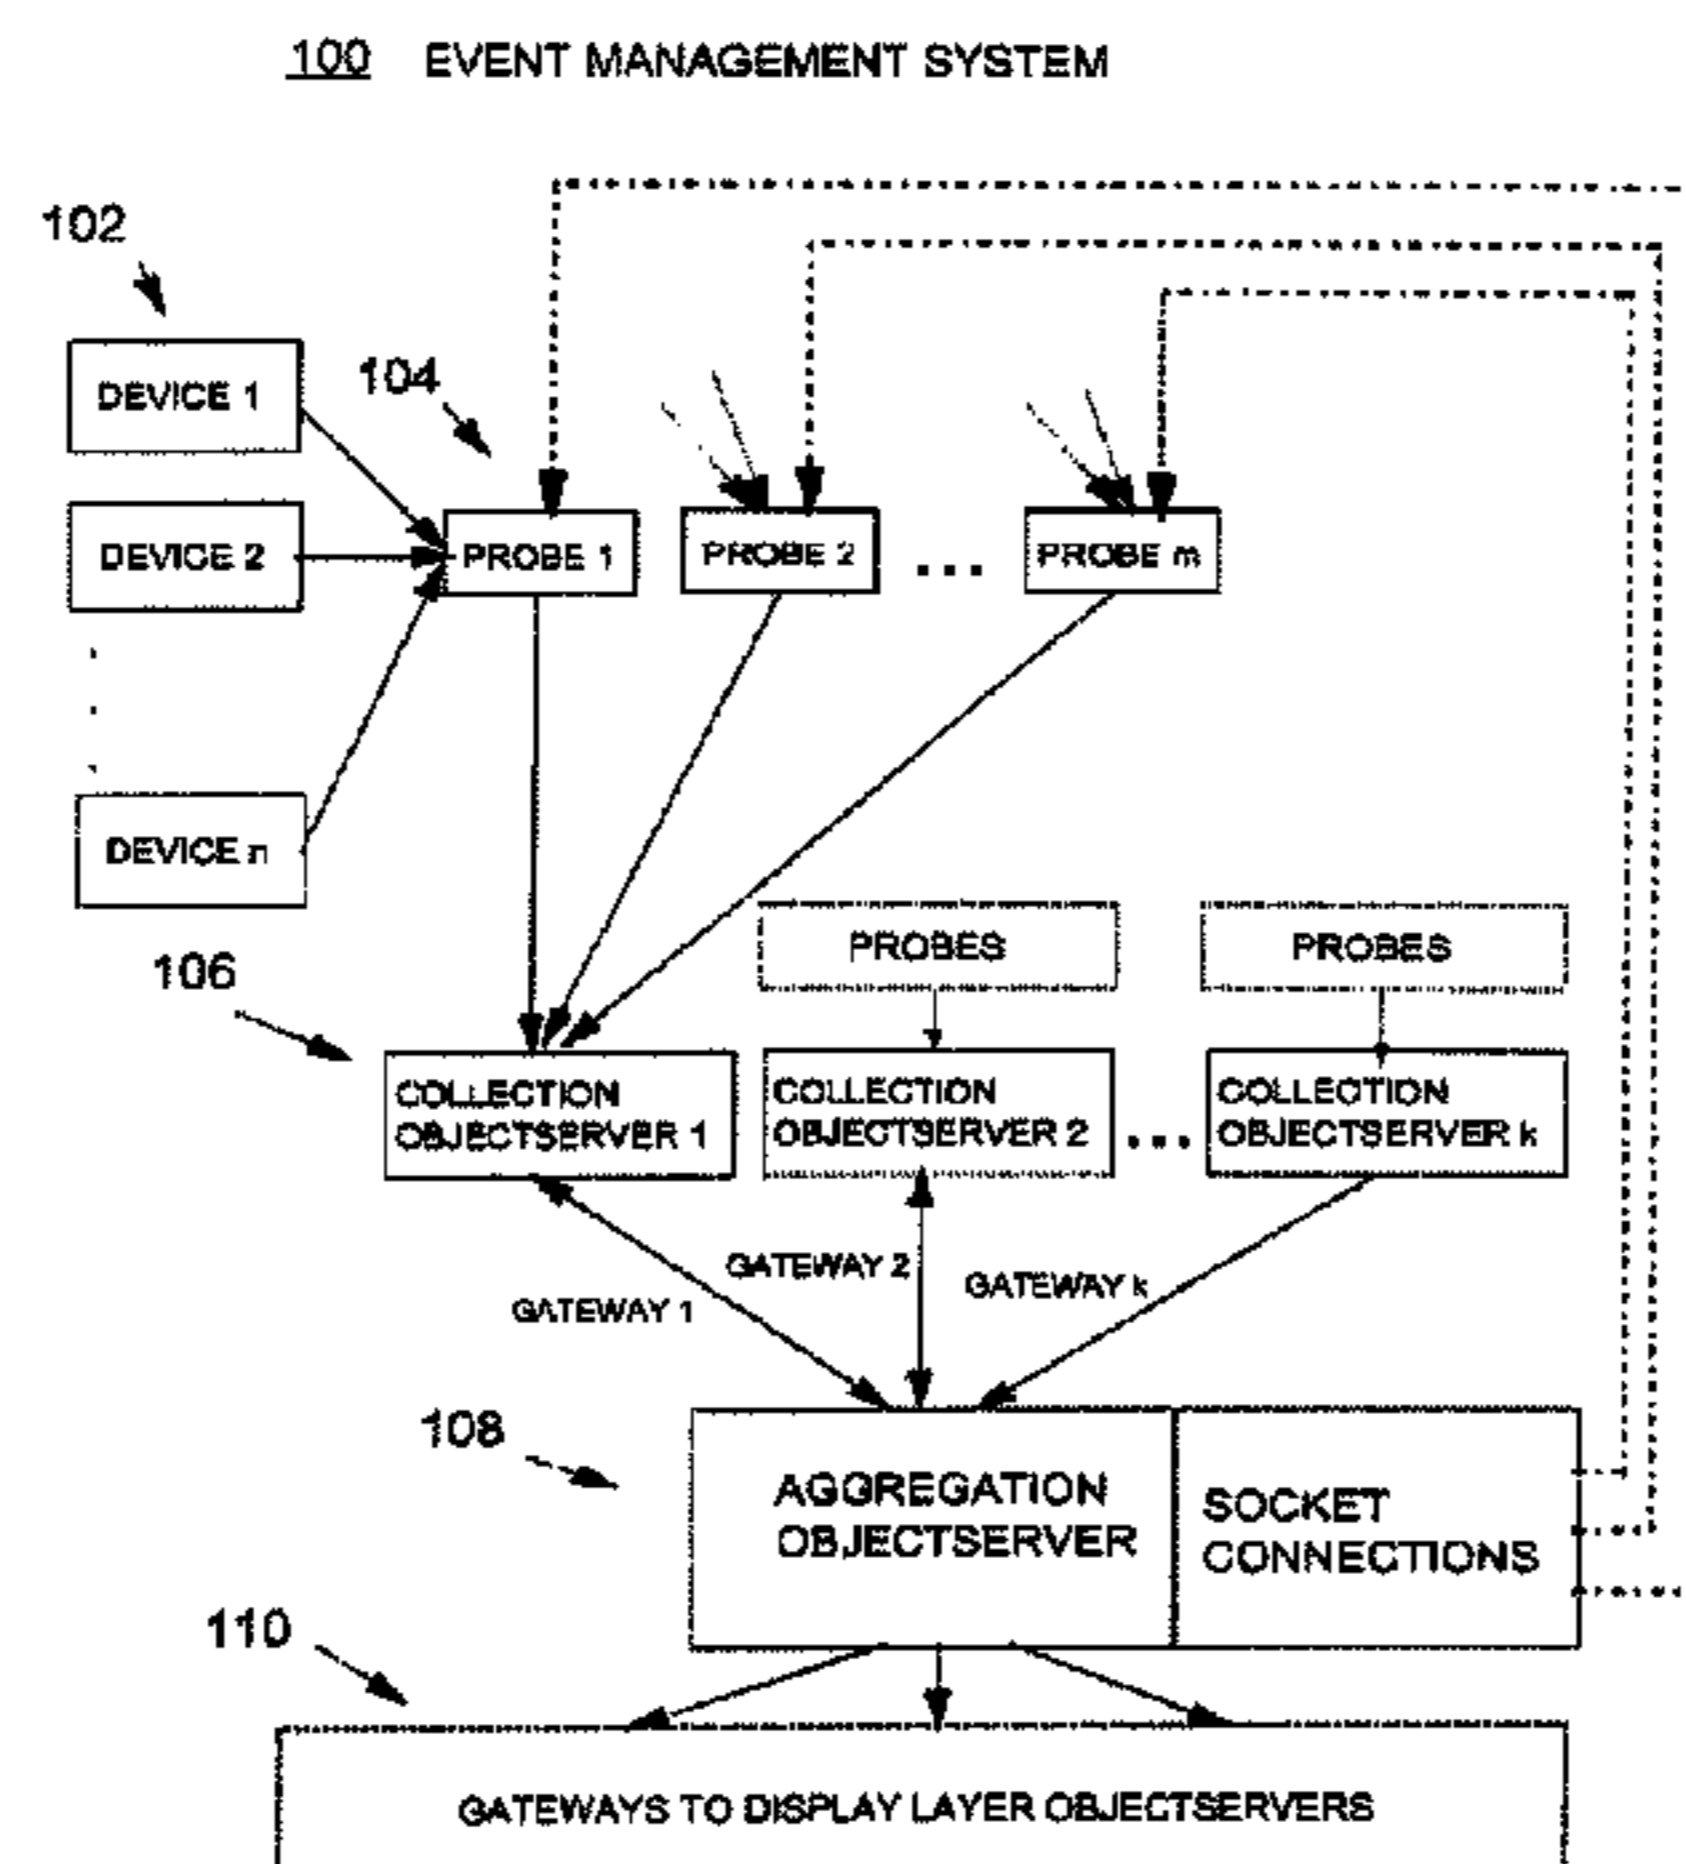 100 EVENT MANAGEMENT SYSTEM
102
DEVICE 1
104
DEVICE 2
PROBE 1
PROBE 2
...
PROBE m
DEVICE n
PROBES
PROBES
106
COLLECTION
OBJECTSERVER 1
COLLECTION
OBJECTSERVER 2
...
COLLECTION
OBJECTSERVER k
GATEWAY 2
GATEWAY k
GATEWAY 1
108
AGGREGATION
OBJECTSERVER
SOCKET
CONNECTIONS
110
GATEWAYS TO DISPLAY LAYER OBJECTSERVERS